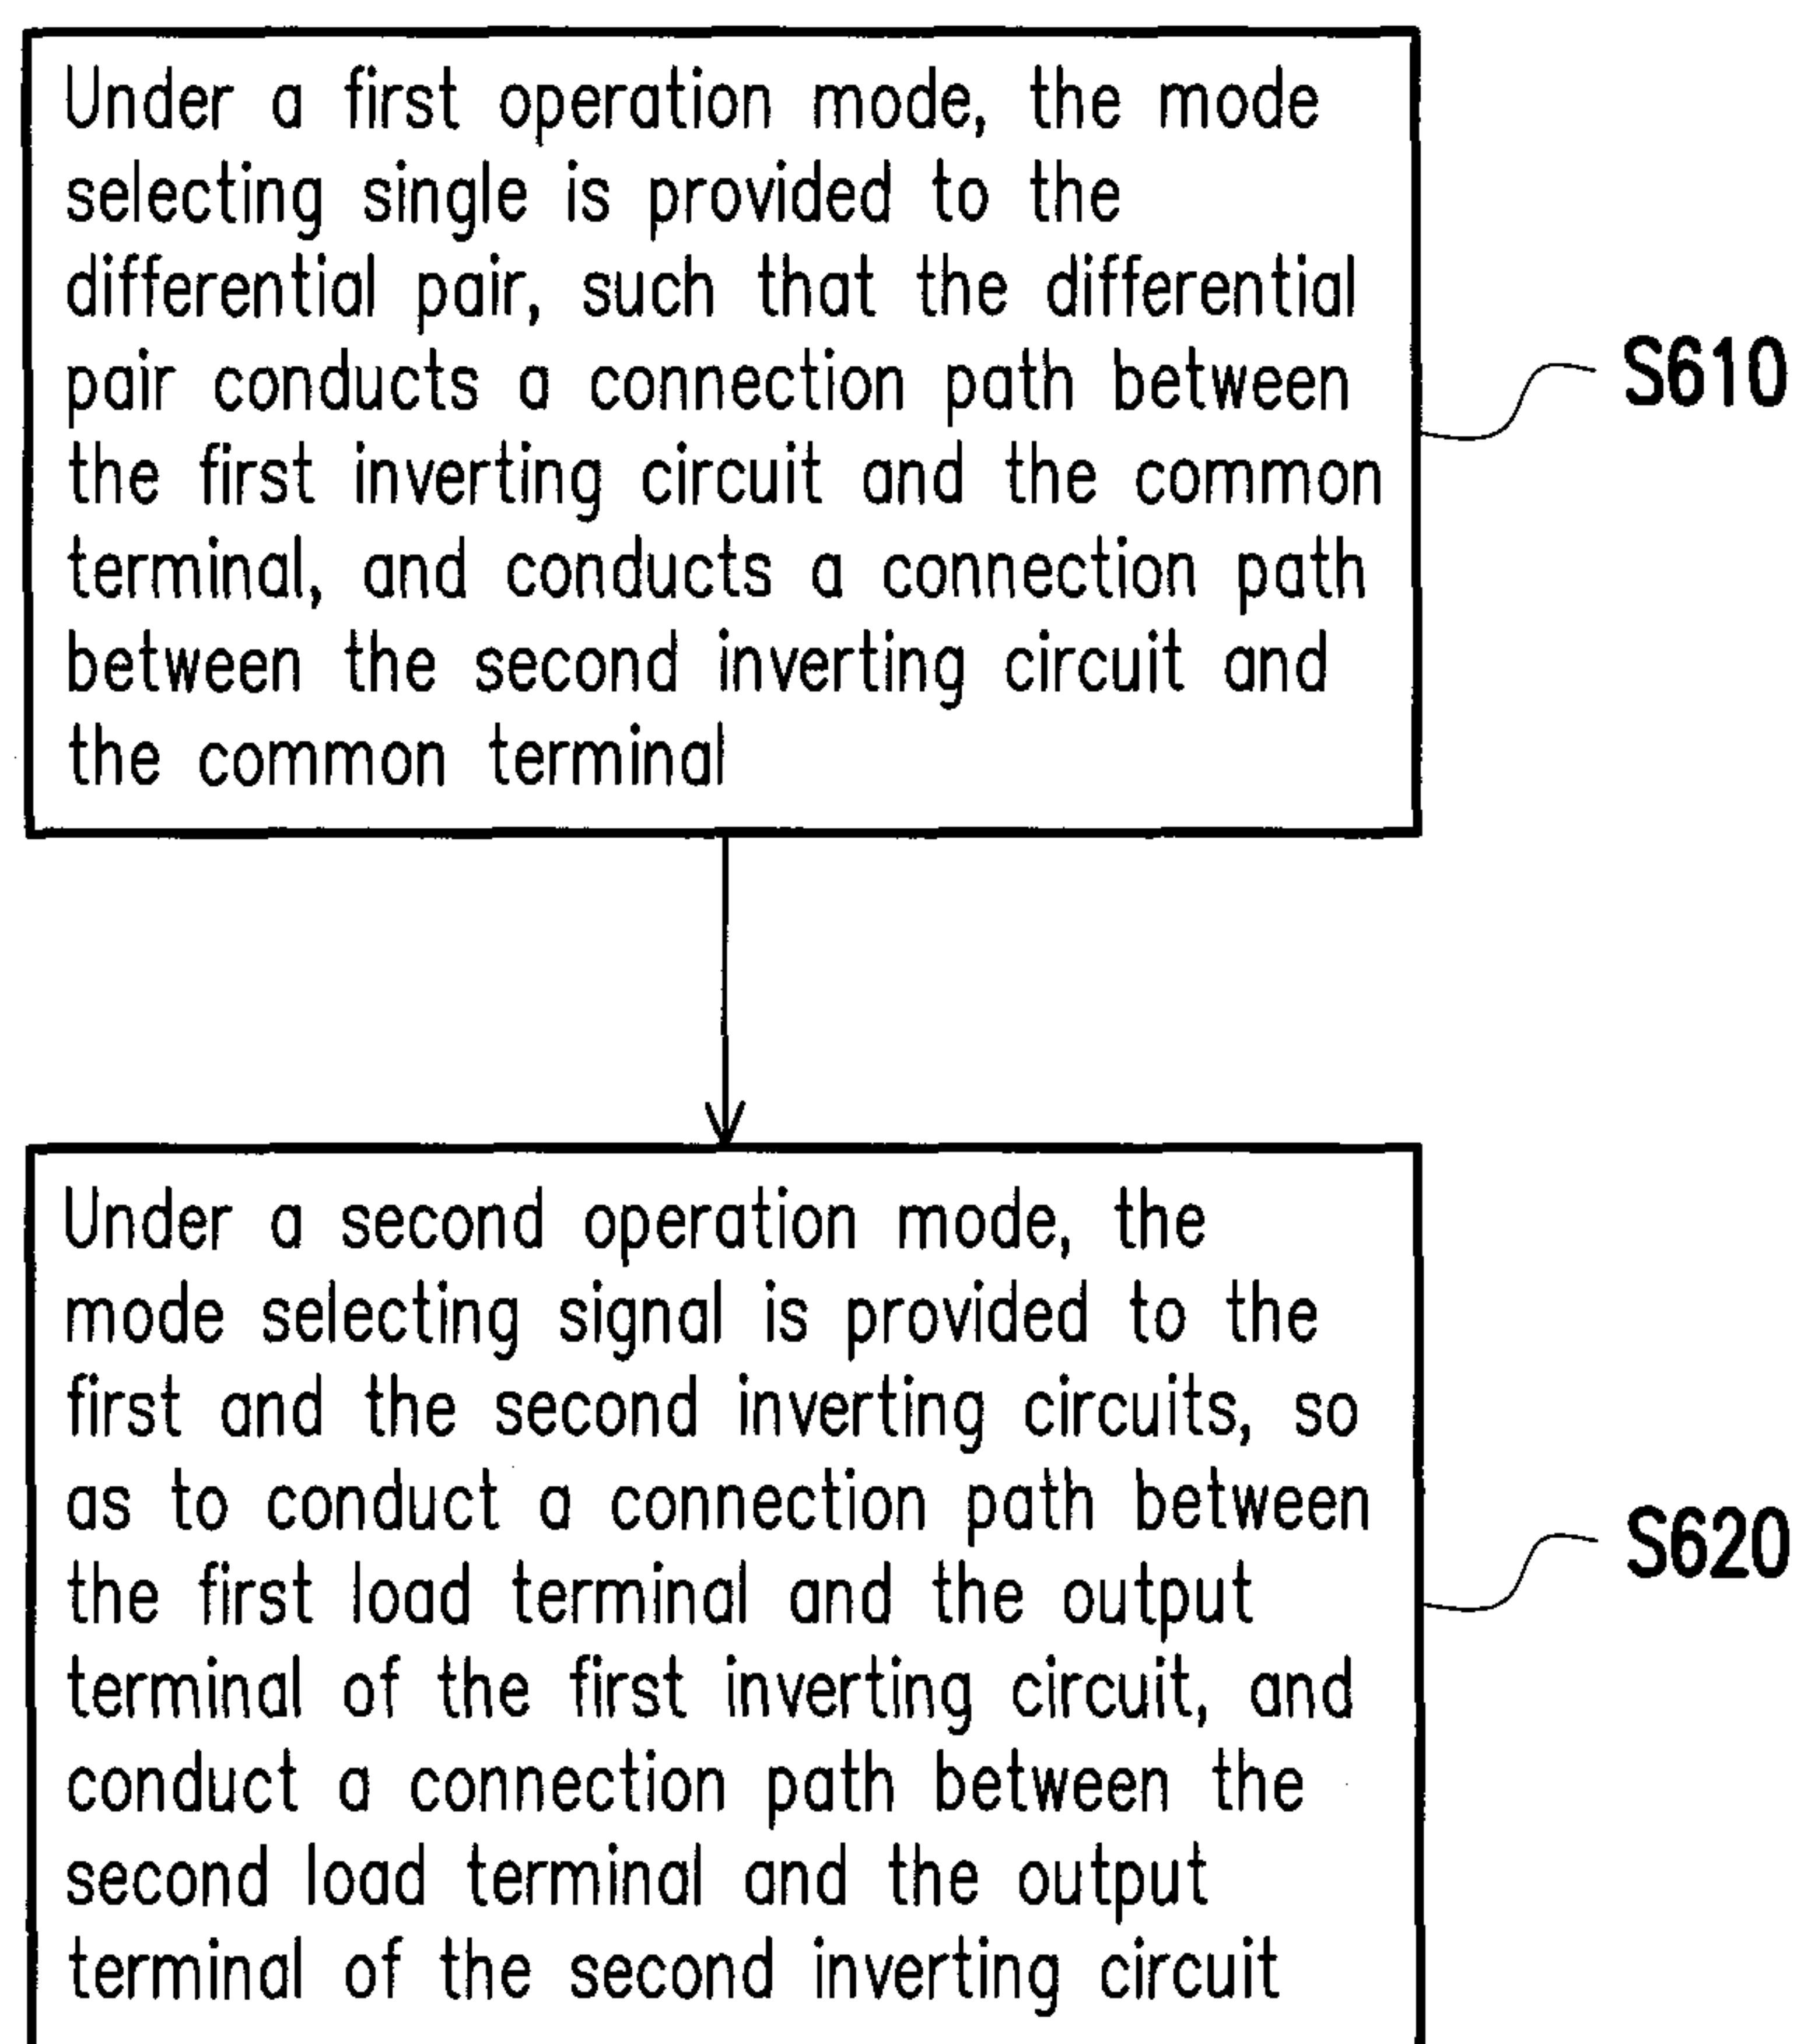 Under a first operation mode, the mode
selecting single is provided to the
differential pair, such that the differential
pair conducts a connection path between
the first inverting circuit and the common
terminal, and conducts a connection path
between the second inverting circuit and
the common terminal
S610
Under a second operation mode, the
mode selecting signal is provided to the
first and the second inverting circuits, so
as to conduct a connection path between
the first load terminal and the output
terminal of the first inverting circuit, and
conduct a connection path between the
second load terminal and the output
terminal of the second inverting circuit
S620